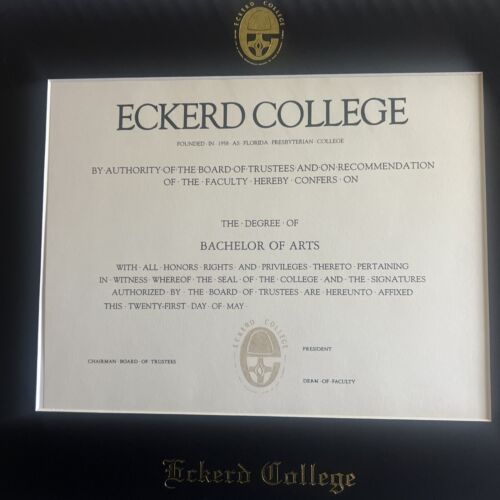 ECKERD COLLEGE
ECKERD COLLEGE
FOUNDED · IN · 1958 · AS · FLORIDA · PRESBYTERIAN · COLLEGE
BY · AUTHORITY · OF · THE · BOARD · OF · TRUSTEES · AND · ON · RECOMMENDATION
OF · THE · FACULTY · HEREBY · CONFERS · ON
THE · DEGREE · OF
BACHELOR OF ARTS
WITH · ALL · HONORS · RIGHTS · AND · PRIVILEGES · THERETO · PERTAINING
IN · WITNESS · WHEREOF · THE · SEAL · OF · THE · COLLEGE · AND · THE · SIGNATURES
AUTHORIZED · BY · THE · BOARD · OF · TRUSTEES · ARE · HEREUNTO · AFFIXED
THIS · TWENTY-FIRST · DAY · OF · MAY ·
ECKERD COLLEGE
PRESIDENT
CHAIRMAN · BOARD · OF · TRUSTEES
DEAN · OF · FACULTY
Eckerd College